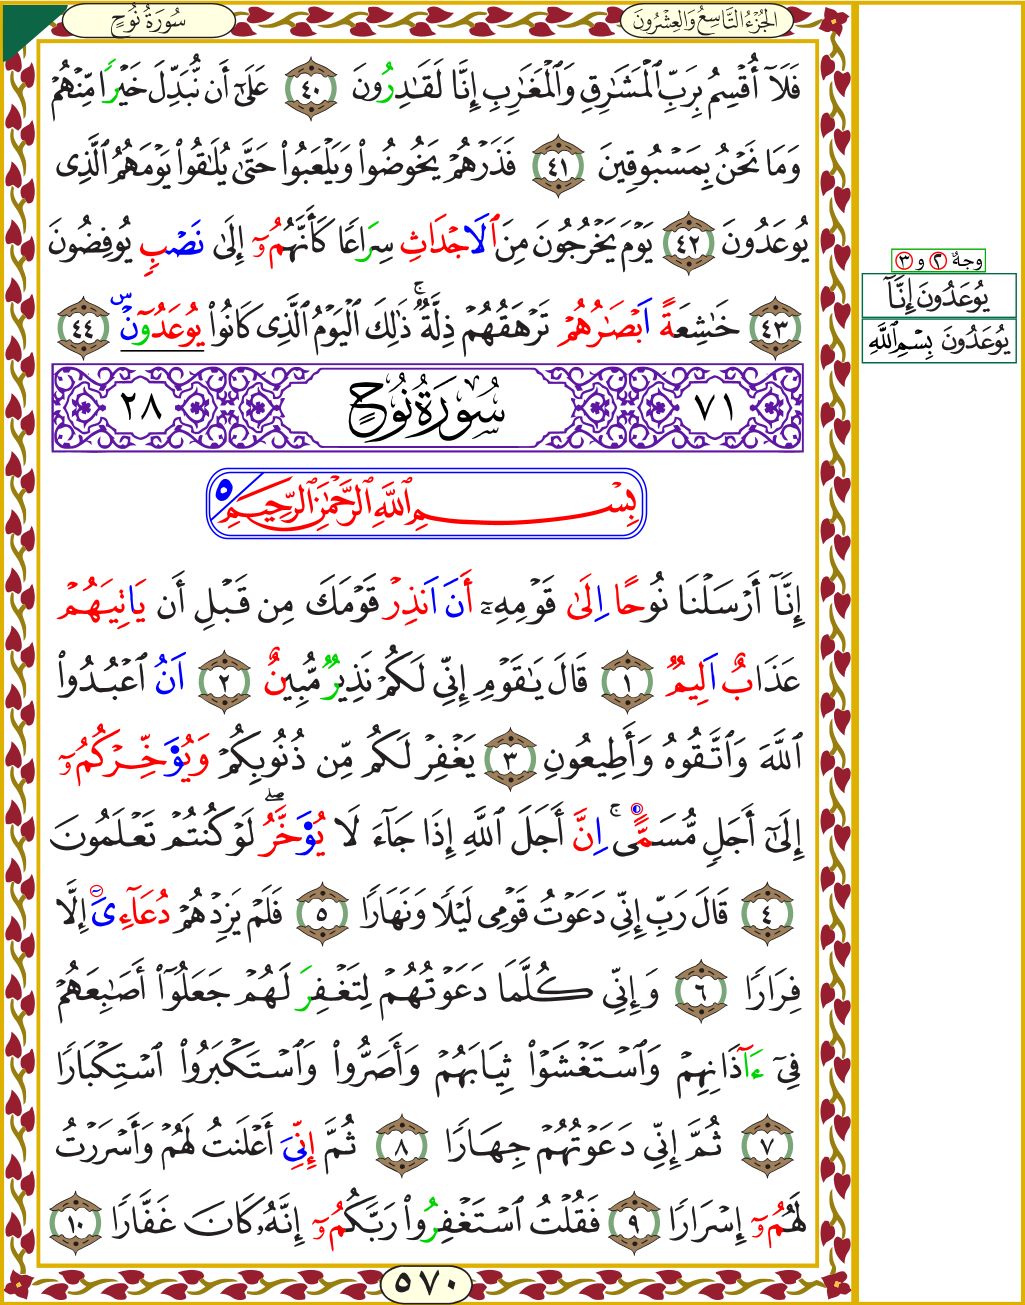 الجُزْءُ التَّاسِعُ وَالعِشْرُونَ
سُورَةُ نُوحٍ
فَلَآ أُقْسِمُ بِرَبِّ ٱلْمَشَٰرِقِ وَٱلْمَغَٰرِبِ إِنَّا لَقَٰدِرُونَ ٤٠ عَلَىٰٓ أَن نُّبَدِّلَ خَيْرٗا مِّنْهُمْ
وَمَا نَحْنُ بِمَسْبُوقِينَ ٤١ فَذَرْهُمْ يَخُوضُواْ وَيَلْعَبُواْ حَتَّىٰ يُلَٰقُواْ يَوْمَهُمُ ٱلَّذِى
يُوعَدُونَ ٤٢ يَوْمَ يَخْرُجُونَ مِنَ ٱلَاجْدَاثِ سِرَاعٗا كَأَنَّهُمُۥٓ إِلَىٰ نَصْبٖ يُوفِضُونَ
٤٣ خَٰشِعَةً اَبْصَٰرُهُمْ تَرْهَقُهُمْ ذِلَّةٞۚ ذَٰلِكَ ٱلْيَوْمُ ٱلَّذِى كَانُواْ يُوعَدُونَۜ ٤٤
وجهُ ٢ و ٣
يُوعَدُونَ إِنَّآ
يُوعَدُونَ بِسْمِ ٱللَّهِ
٧١ سُورَةُ نُوحٍ ٢٨
بِسْمِ ٱللَّهِ ٱلرَّحْمَٰنِ ٱلرَّحِيمِ ٥
إِنَّآ أَرْسَلْنَا نُوحًا اِلَىٰ قَوْمِهِۦٓ أَنَ اَنذِرْ قَوْمَكَ مِن قَبْلِ أَن يَاتِيَهُمْ
عَذَابٌ اَلِيمٞ ١ قَالَ يَٰقَوْمِ إِنِّى لَكُمْ نَذِيرٞ مُّبِينٌ ٢ اَنُ ٱعْبُدُواْ
ٱللَّهَ وَٱتَّقُوهُ وَأَطِيعُونِ ٣ يَغْفِرْ لَكُم مِّن ذُنُوبِكُمْ وَيُؤَخِّرْكُمُۥٓ
إِلَىٰٓ أَجَلٖ مُّسَمًّىۚ اِنَّ أَجَلَ ٱللَّهِ إِذَا جَآءَ لَا يُؤَخَّرُۖ لَوْ كُنتُمْ تَعْلَمُونَ
٤ قَالَ رَبِّ إِنِّى دَعَوْتُ قَوْمِى لَيْلٗا وَنَهَارٗا ٥ فَلَمْ يَزِدْهُمْ دُعَآءِىَ إِلَّا
فِرَارٗا ٦ وَإِنِّى كُلَّمَا دَعَوْتُهُمْ لِتَغْفِرَ لَهُمْ جَعَلُوٓاْ أَصَٰبِعَهُمْ
فِىٓ ءَاذَانِهِمْ وَٱسْتَغْشَوْاْ ثِيَابَهُمْ وَأَصَرُّواْ وَٱسْتَكْبَرُواْ ٱسْتِكْبَارٗا
٧ ثُمَّ إِنِّى دَعَوْتُهُمْ جِهَارٗا ٨ ثُمَّ إِنِّىَ أَعْلَنتُ لَهُمْ وَأَسْرَرْتُ
لَهُمُۥٓ إِسْرَارٗا ٩ فَقُلْتُ ٱسْتَغْفِرُواْ رَبَّكُمُۥٓ إِنَّهُۥ كَانَ غَفَّارٗا ١٠
٥٧٠